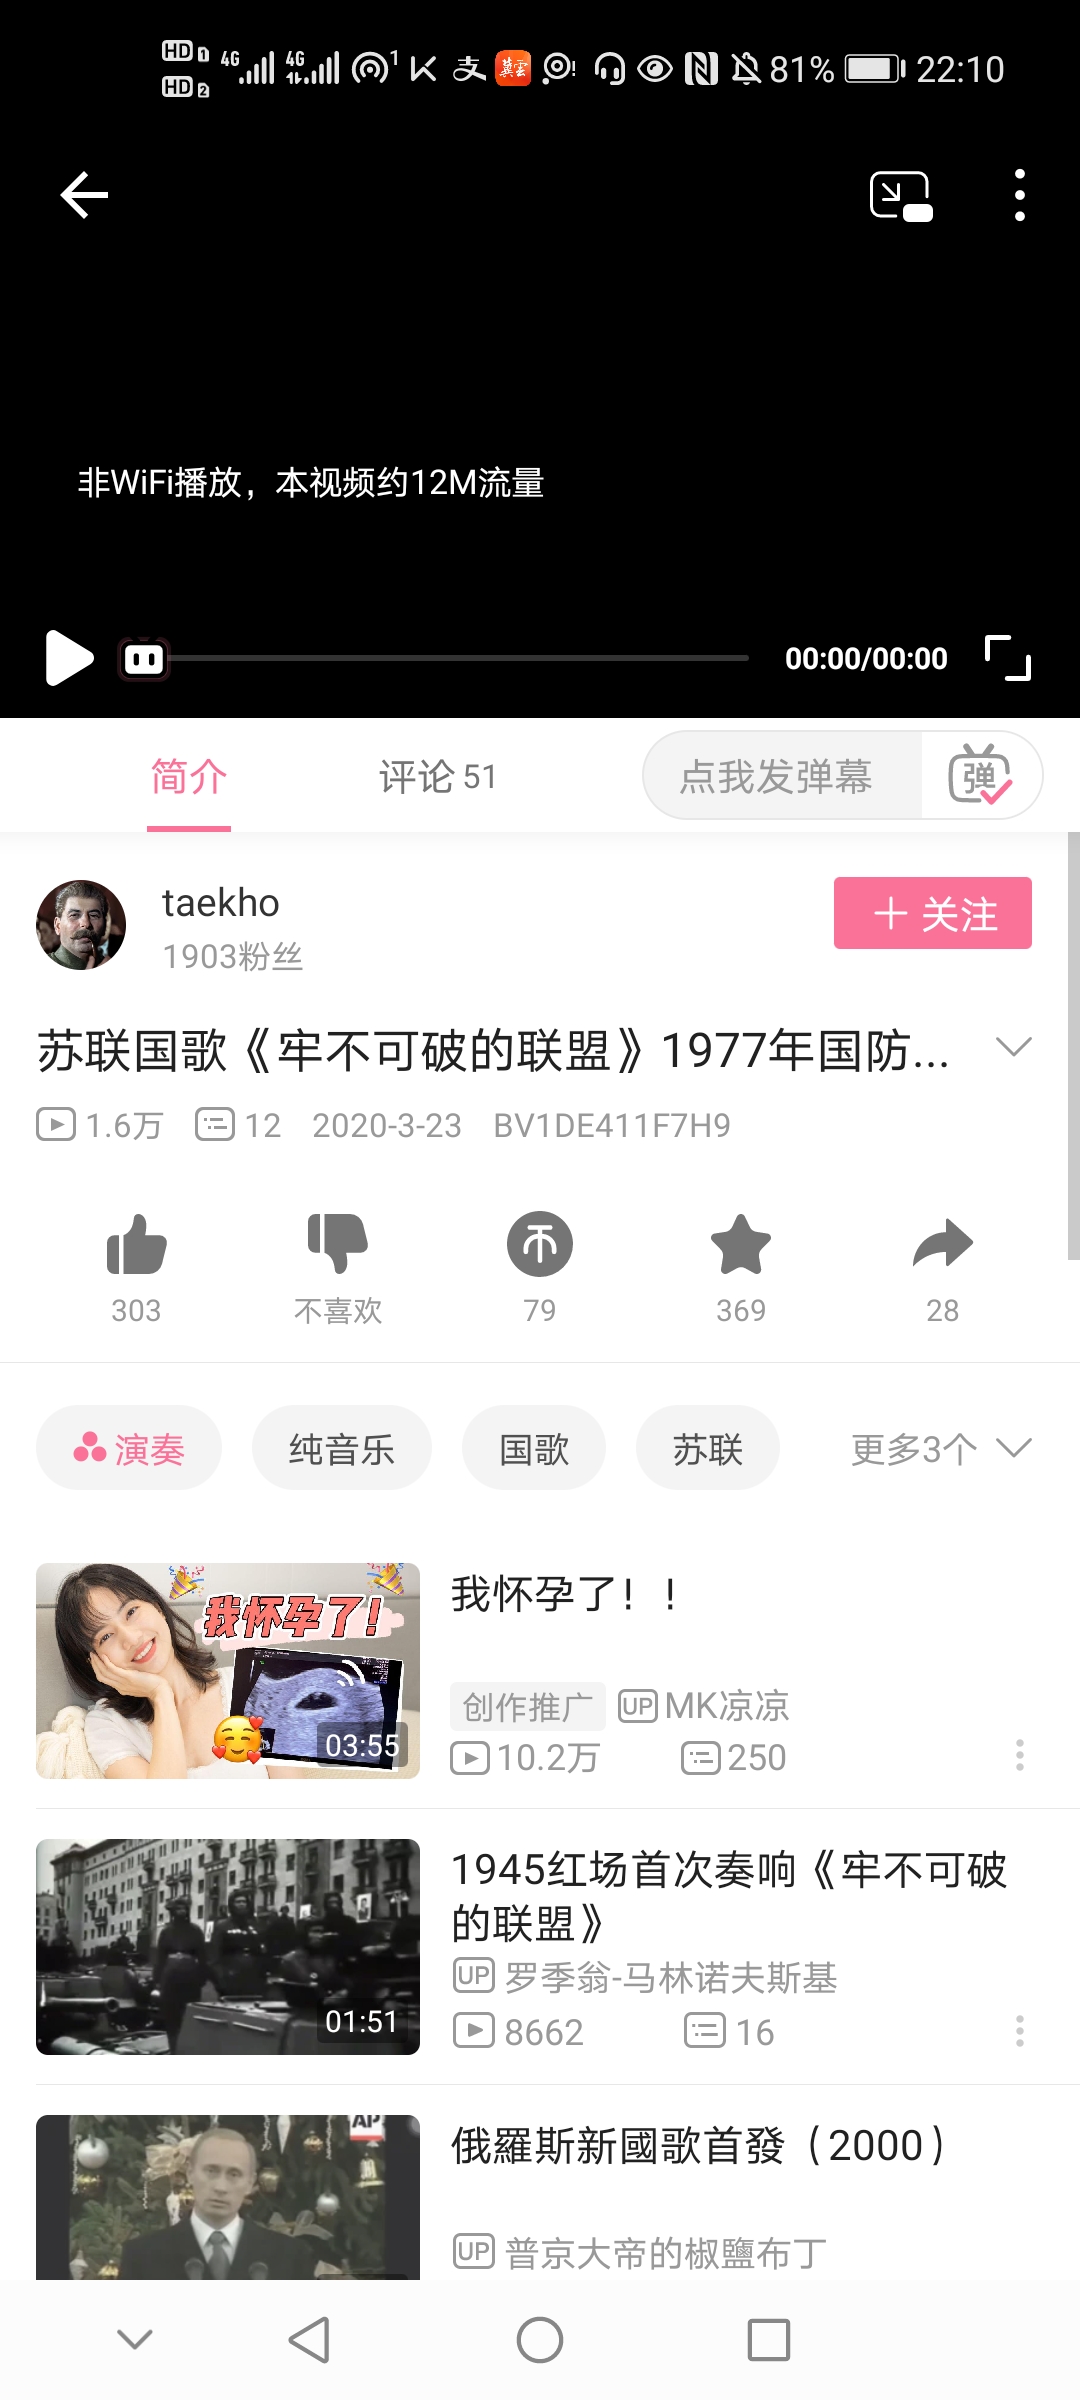 HD 1 4G 4G 1 支 冀云 81% 22:10
HD 2
非WiFi播放，本视频约12M流量
00:00/00:00
简介 评论 51 点我发弹幕 弹
taekho
1903粉丝
+ 关注
苏联国歌《牢不可破的联盟》1977年国防...
1.6万 12 2020-3-23 BV1DE411F7H9
303 不喜欢 79 369 28
演奏 纯音乐 国歌 苏联 更多3个
我怀孕了!
03:55
我怀孕了！！
创作推广 UP MK凉凉
10.2万 250
01:51
1945红场首次奏响《牢不可破
的联盟》
UP 罗季翁-马林诺夫斯基
8662 16
AP
俄羅斯新國歌首發（2000）
UP 普京大帝的椒鹽布丁